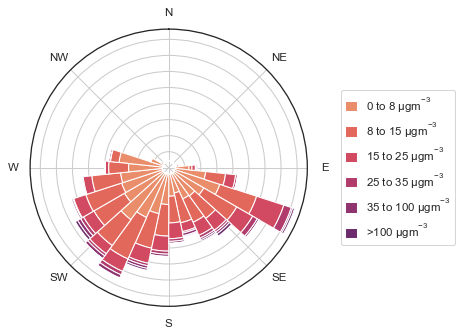 N
NW
NE
W
E
SW
SE
S
0 to 8 μgm⁻³
8 to 15 μgm⁻³
15 to 25 μgm⁻³
25 to 35 μgm⁻³
35 to 100 μgm⁻³
>100 μgm⁻³